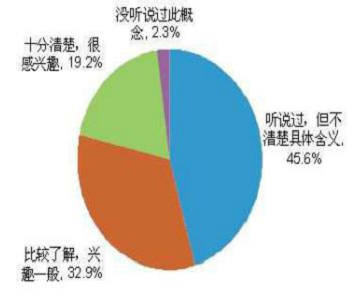 没听说过此概
念, 2.3%
十分清楚，很
感兴趣, 19.2%
听说过，但不
清楚具体含义,
45.6%
比较了解，兴
趣一般, 32.9%